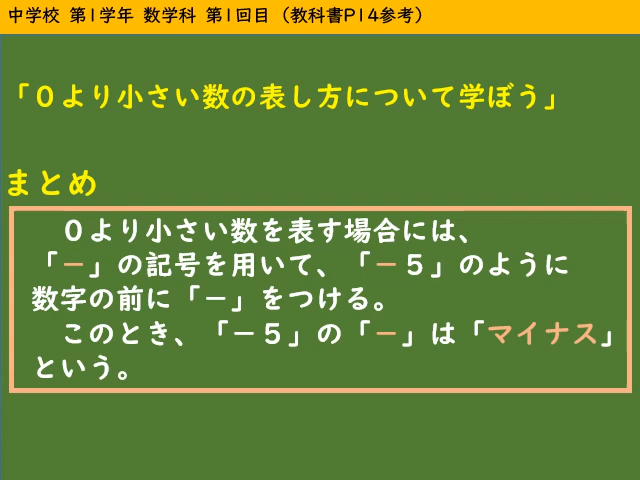 中学校 第1学年 数学科 第1回目（教科書P14参考）
「０より小さい数の表し方について学ぼう」
まとめ
０より小さい数を表す場合には、
「－」の記号を用いて、「－５」のように
数字の前に「－」をつける。
このとき、「－５」の「－」は「マイナス」
という。